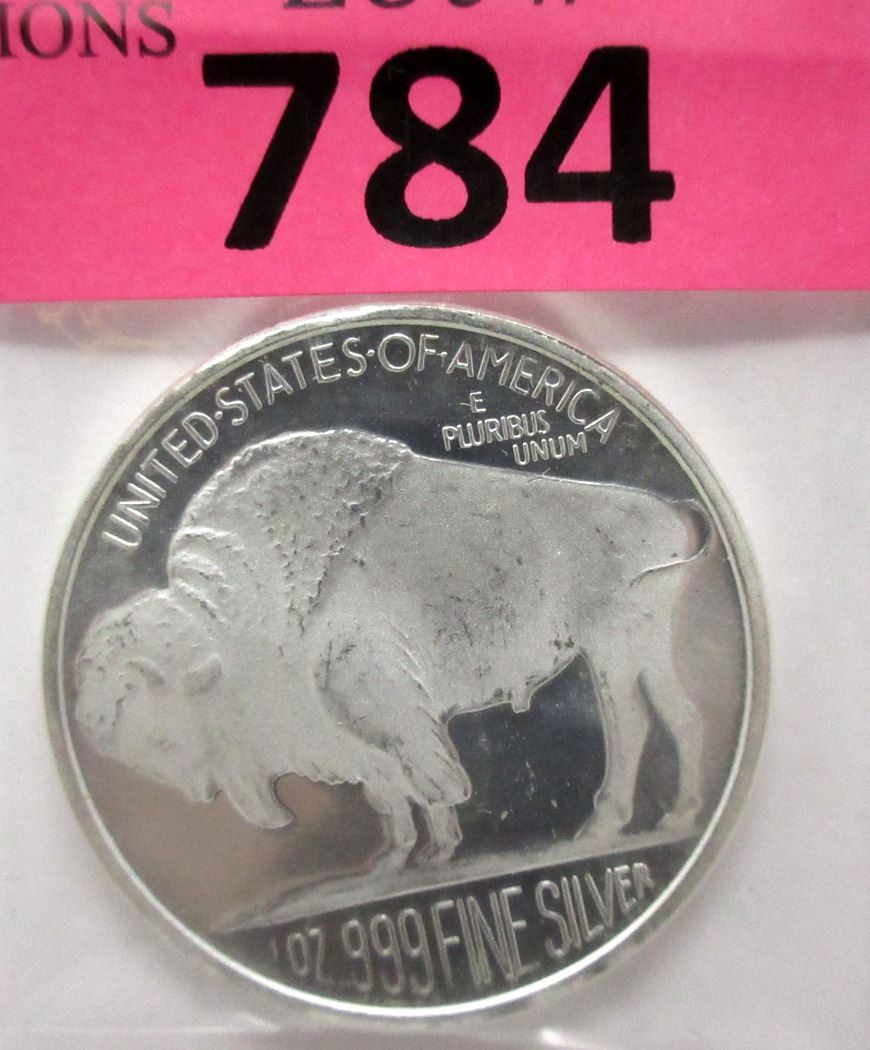 IONS
784
UNITED·STATES·OF·AMERICA
E
PLURIBUS
UNUM
1 OZ. .999 FINE SILVER